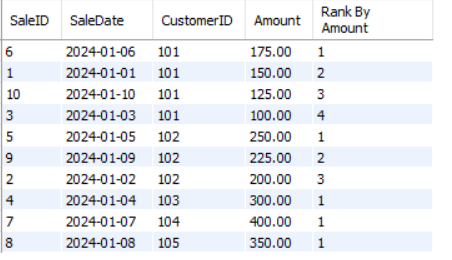 SaleID SaleDate CustomerID Amount Rank By Amount
6 2024-01-06 101 175.00 1
1 2024-01-01 101 150.00 2
10 2024-01-10 101 125.00 3
3 2024-01-03 101 100.00 4
5 2024-01-05 102 250.00 1
9 2024-01-09 102 225.00 2
2 2024-01-02 102 200.00 3
4 2024-01-04 103 300.00 1
7 2024-01-07 104 400.00 1
8 2024-01-08 105 350.00 1